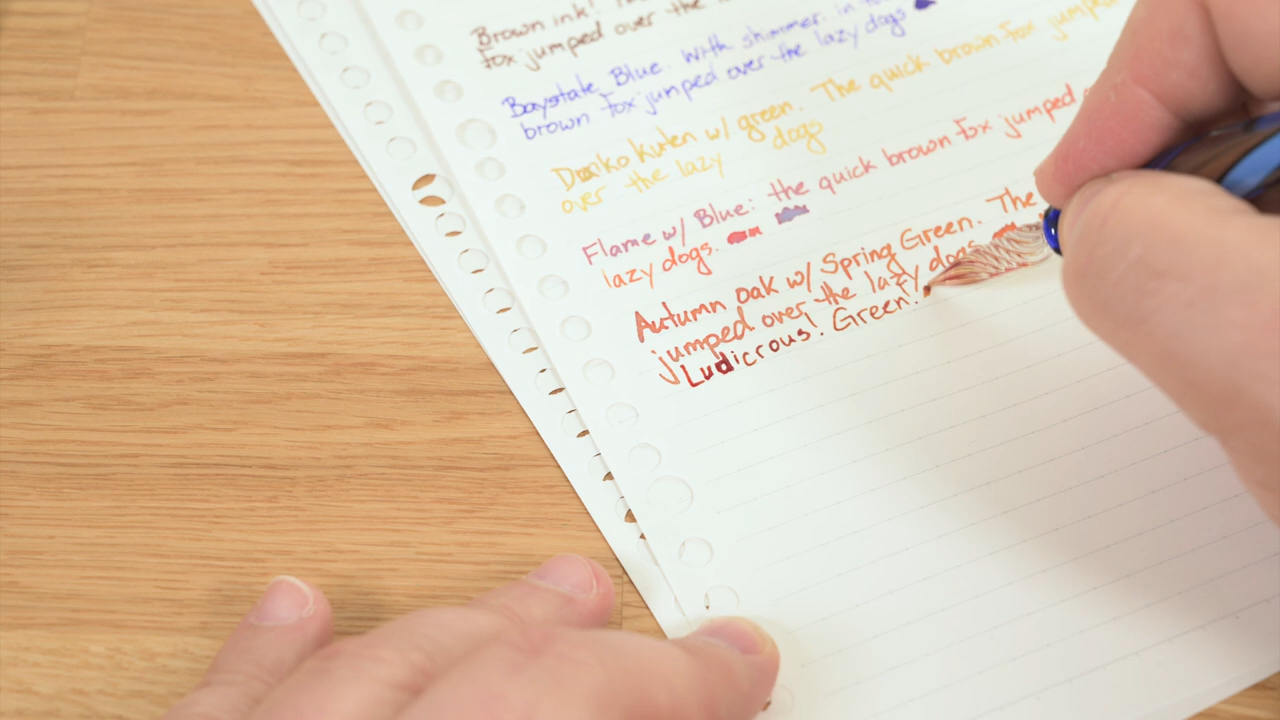 Brown ink! The
fox jumped over the
Baystate Blue. With shimmer. in
brown fox jumped over the lazy dogs
Draiko kuten w/ green. The quick brown fox jumped
over the lazy dogs
Flame w/ Blue: the quick brown fox jumped
lazy dogs.
Autumn oak w/ Spring Green. The
jumped over the lazy dogs
Ludicrous! Green!